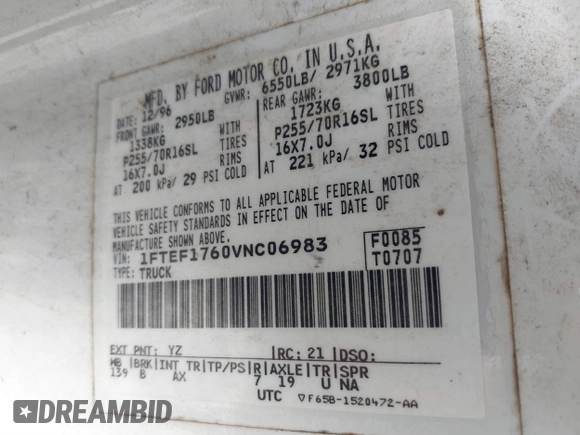 MFD. BY FORD MOTOR CO. IN U.S.A.
DATE: 12/96 GVWR: 6550LB/ 2971KG
FRONT GAWR: 2950LB REAR GAWR: 3800LB
1338KG WITH 1723KG WITH
P255/70R16SL TIRES P255/70R16SL TIRES
16X7.0J RIMS 16X7.0J RIMS
AT 200 kPa/ 29 PSI COLD AT 221 kPa/ 32 PSI COLD
THIS VEHICLE CONFORMS TO ALL APPLICABLE FEDERAL MOTOR
VEHICLE SAFETY STANDARDS IN EFFECT ON THE DATE OF
MANUFACTURE SHOWN ABOVE.
VIN: 1FTEF1760VNC06983 F0085
TYPE: TRUCK T0707
EXT PNT: YZ RC: 21 DSO:
WB BRK INT TR TP/PS R AXLE TR SPR
139 B AX 7 19 U NA
UTC ▽F65B-1520472-AA
© RIDESAFELY